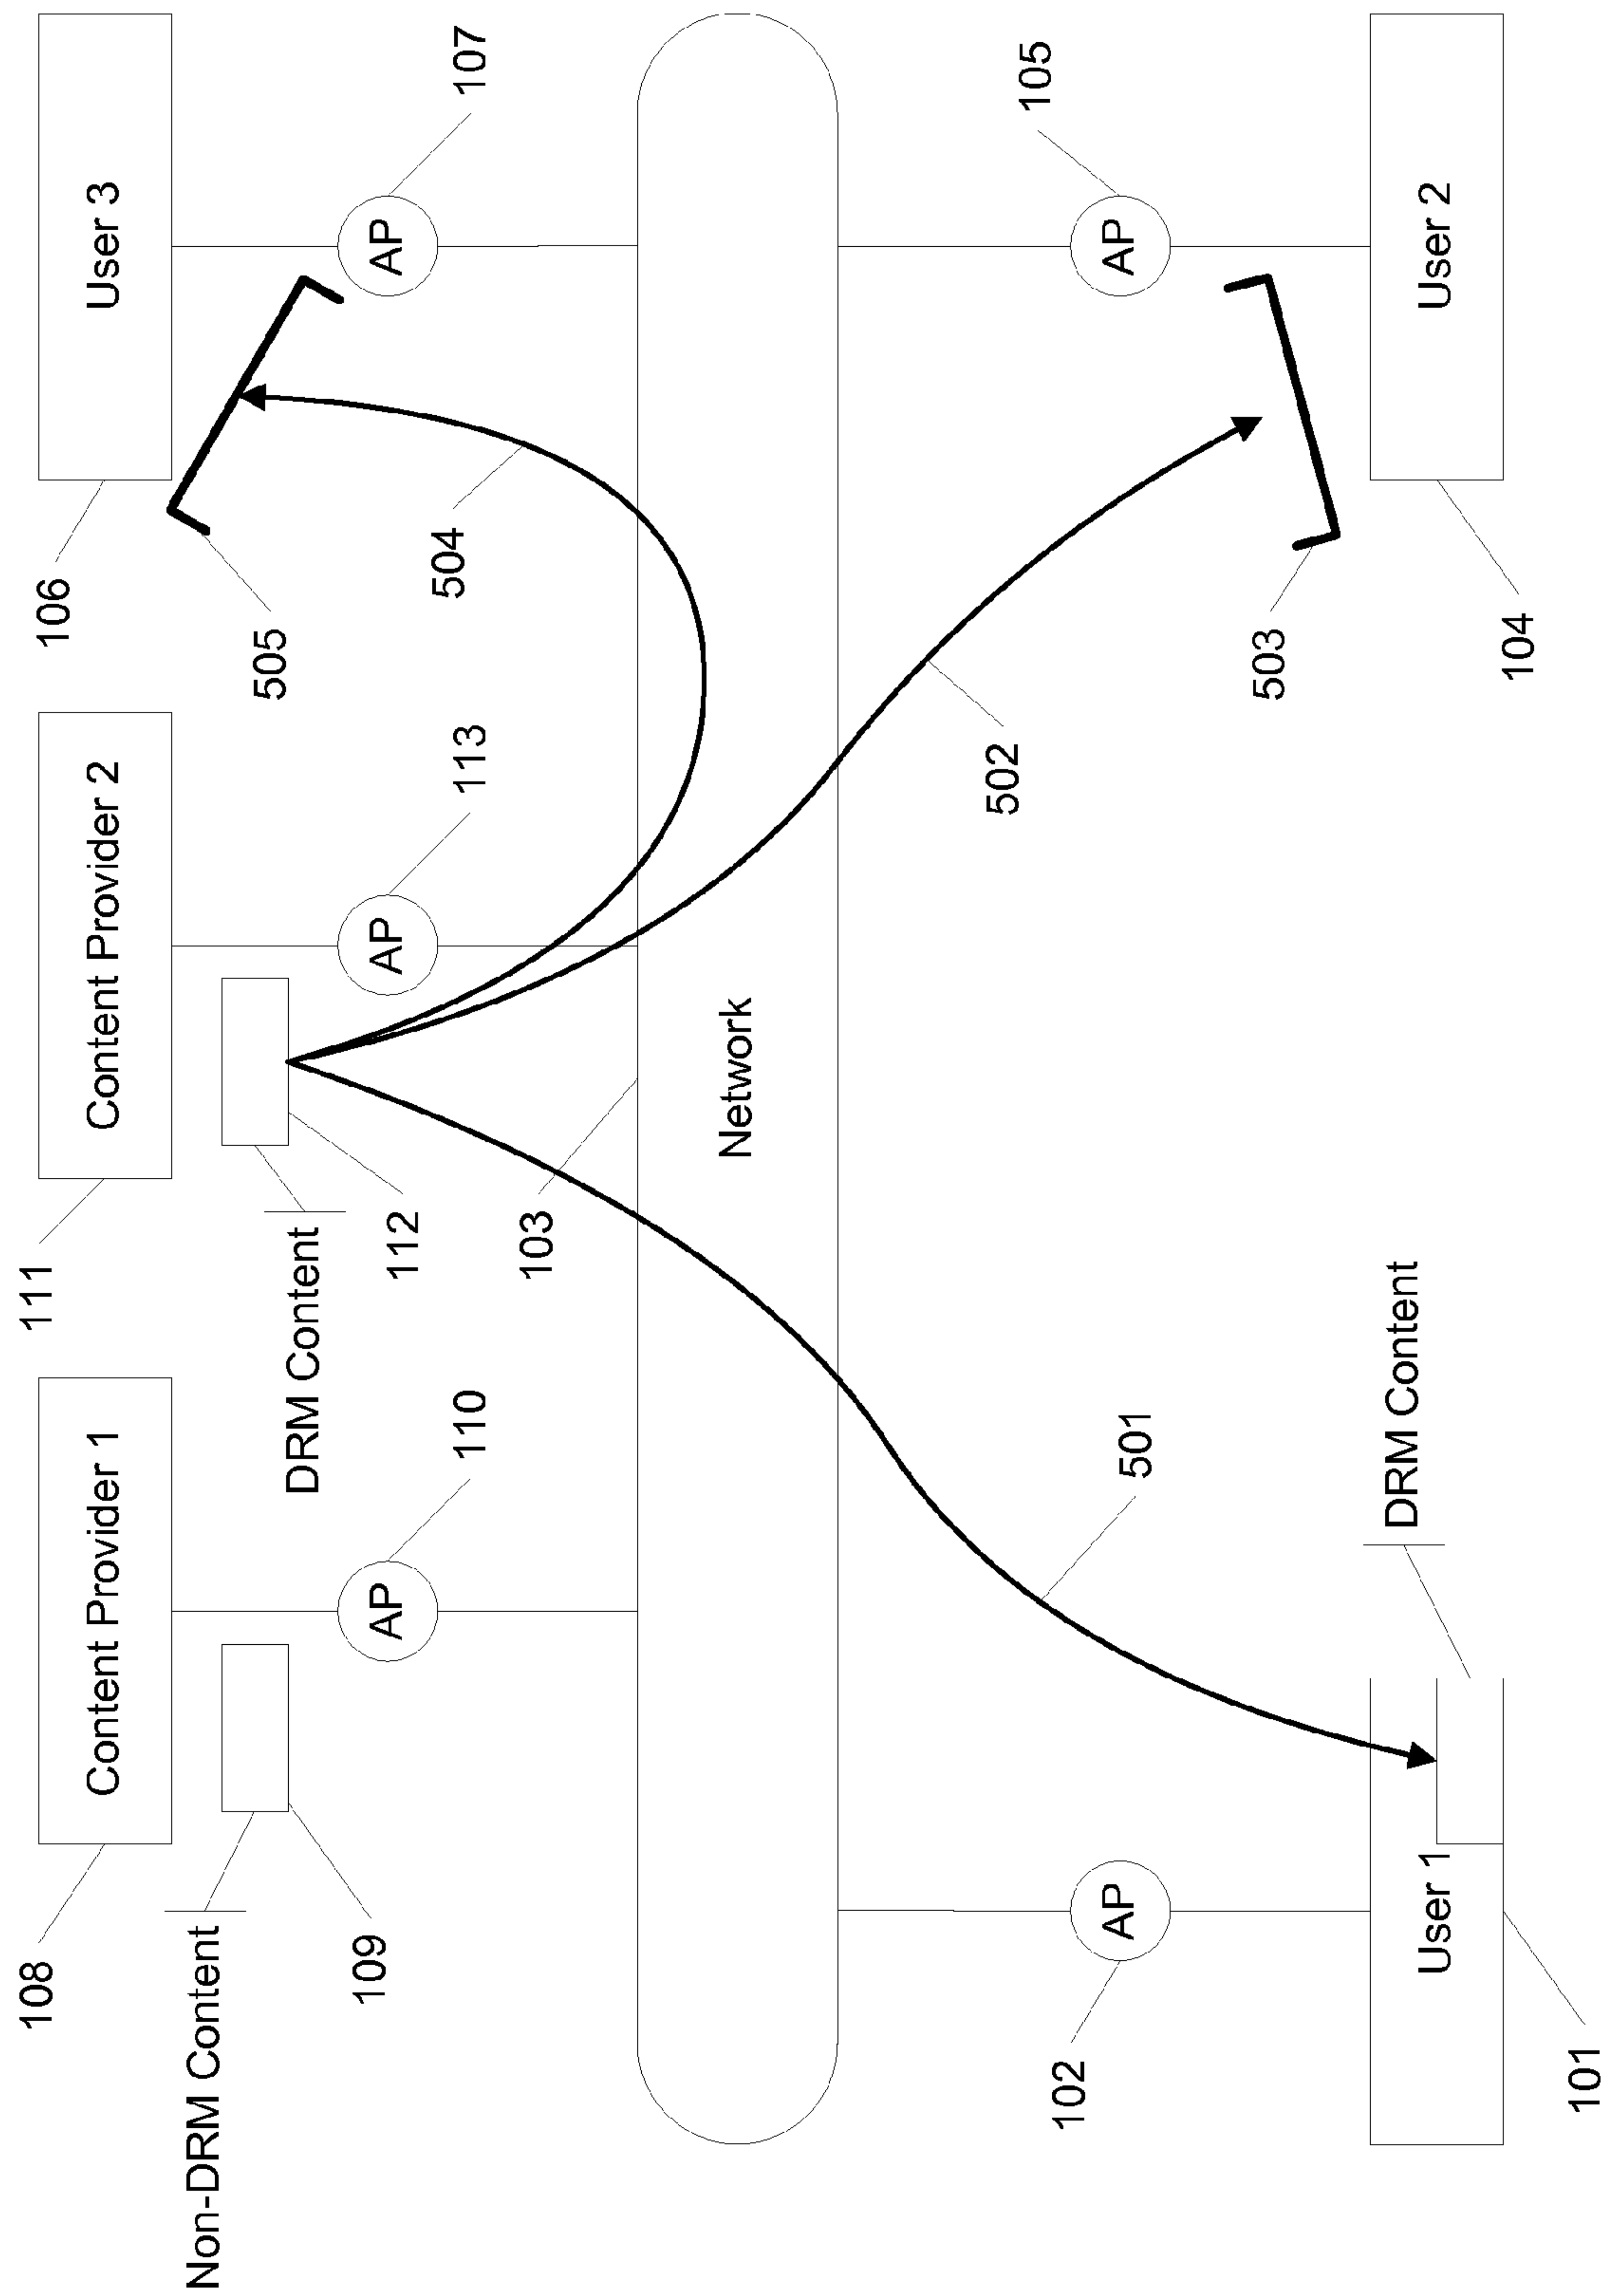 108
111
106
Content Provider 1
Content Provider 2
User 3
Non-DRM Content
505
DRM Content
109
AP
112
AP
AP
504
110
113
107
103
Network
502
105
102
AP
AP
501
503
DRM Content
User 1
User 2
104
101